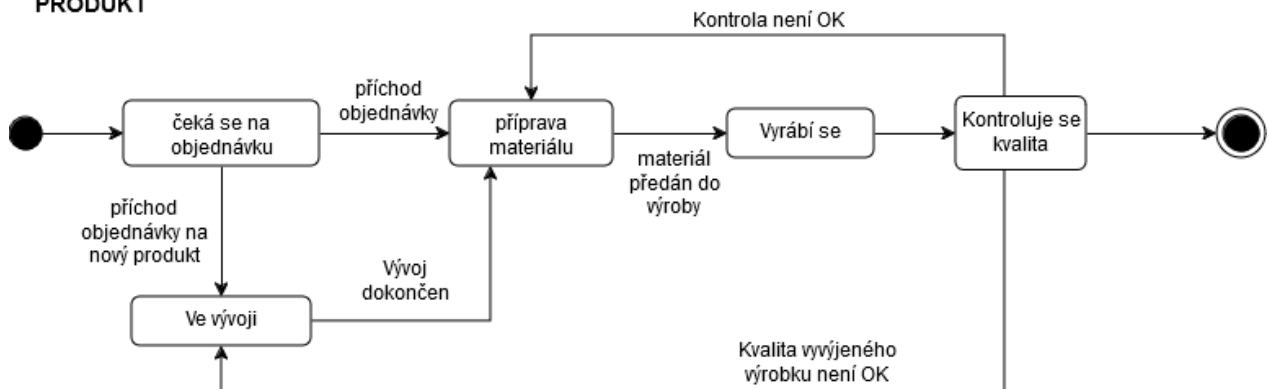 PRODUKT
Kontrola není OK
příchod
objednávky
čeká se na
objednávku
příprava
materiálu
Vyrábí se
Kontroluje se
kvalita
materiál
předán do
výroby
příchod
objednávky na
nový produkt
Vývoj
dokončen
Ve vývoji
Kvalita vyvýjeného
výrobku není OK